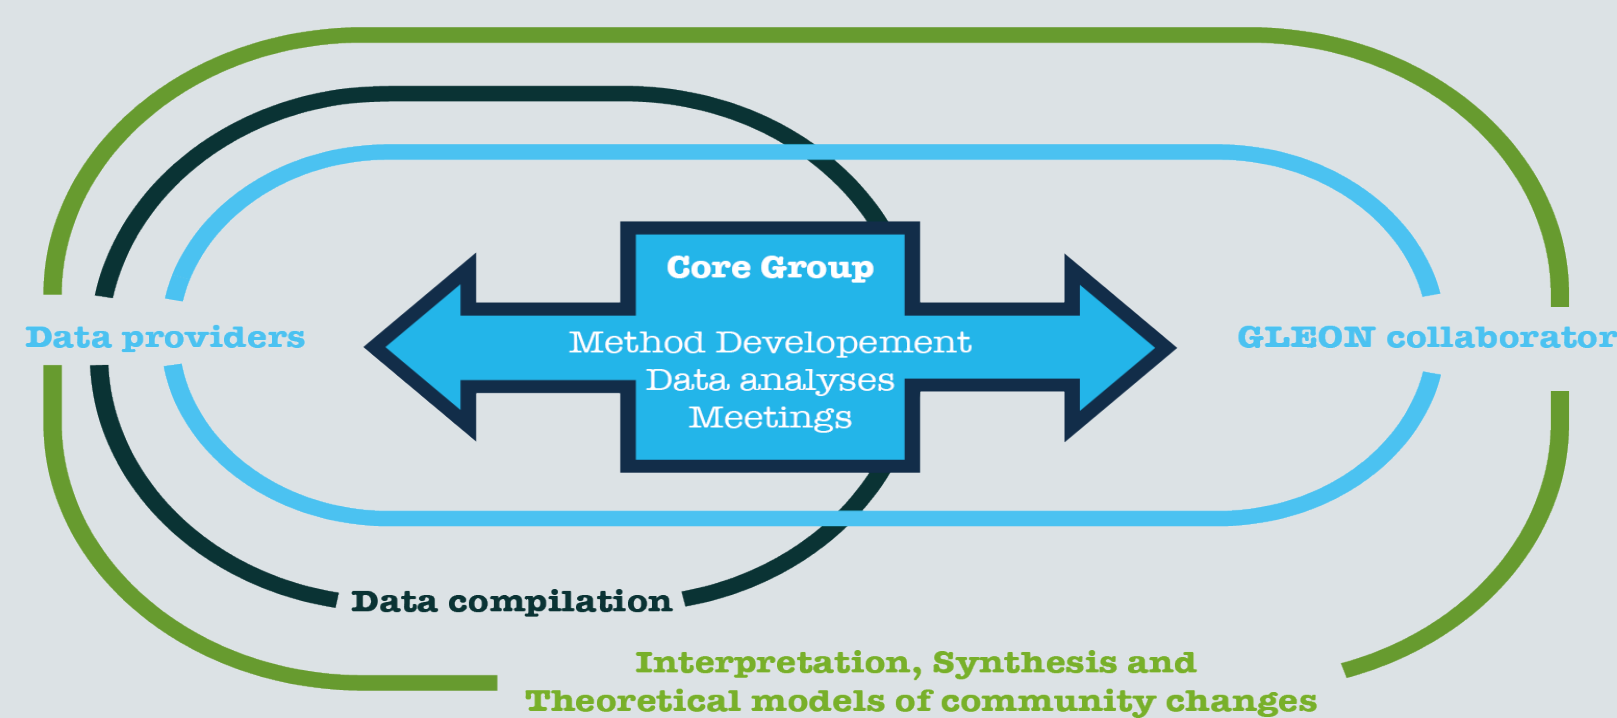 Core Group
Method Developement
Data analyses
Meetings
Data providers
GLEON collaborator
Data compilation
Interpretation, Synthesis and
Theoretical models of community changes